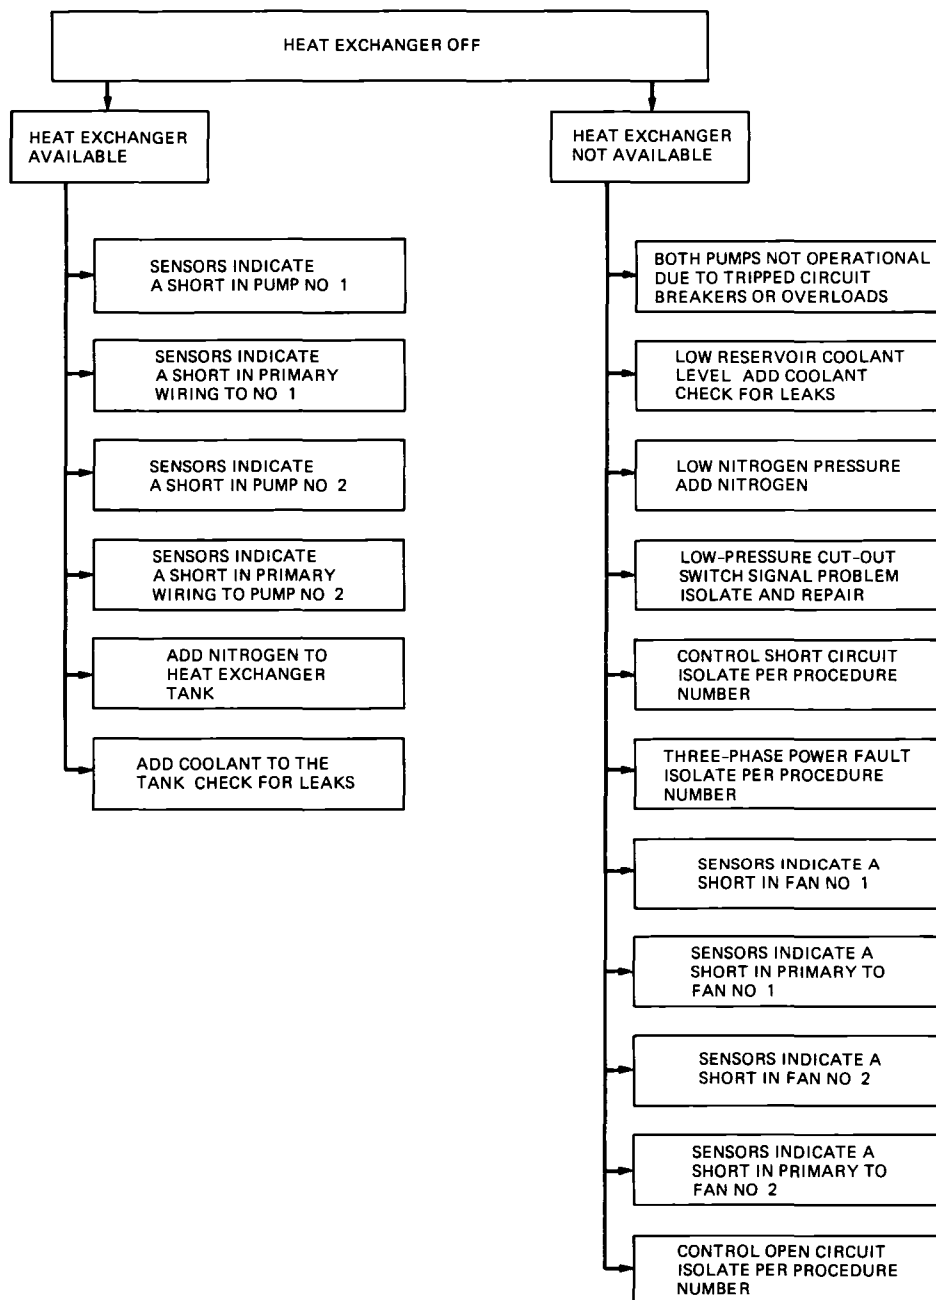 HEAT EXCHANGER OFF
HEAT EXCHANGER
AVAILABLE
SENSORS INDICATE
A SHORT IN PUMP NO 1
SENSORS INDICATE
A SHORT IN PRIMARY
WIRING TO NO 1
SENSORS INDICATE
A SHORT IN PUMP NO 2
SENSORS INDICATE
A SHORT IN PRIMARY
WIRING TO PUMP NO 2
ADD NITROGEN TO
HEAT EXCHANGER
TANK
ADD COOLANT TO THE
TANK CHECK FOR LEAKS
HEAT EXCHANGER
NOT AVAILABLE
BOTH PUMPS NOT OPERATIONAL
DUE TO TRIPPED CIRCUIT
BREAKERS OR OVERLOADS
LOW RESERVOIR COOLANT
LEVEL ADD COOLANT
CHECK FOR LEAKS
LOW NITROGEN PRESSURE
ADD NITROGEN
LOW-PRESSURE CUT-OUT
SWITCH SIGNAL PROBLEM
ISOLATE AND REPAIR
CONTROL SHORT CIRCUIT
ISOLATE PER PROCEDURE
NUMBER
THREE-PHASE POWER FAULT
ISOLATE PER PROCEDURE
NUMBER
SENSORS INDICATE A
SHORT IN FAN NO 1
SENSORS INDICATE A
SHORT IN PRIMARY TO
FAN NO 1
SENSORS INDICATE A
SHORT IN FAN NO 2
SENSORS INDICATE A
SHORT IN PRIMARY TO
FAN NO 2
CONTROL OPEN CIRCUIT
ISOLATE PER PROCEDURE
NUMBER